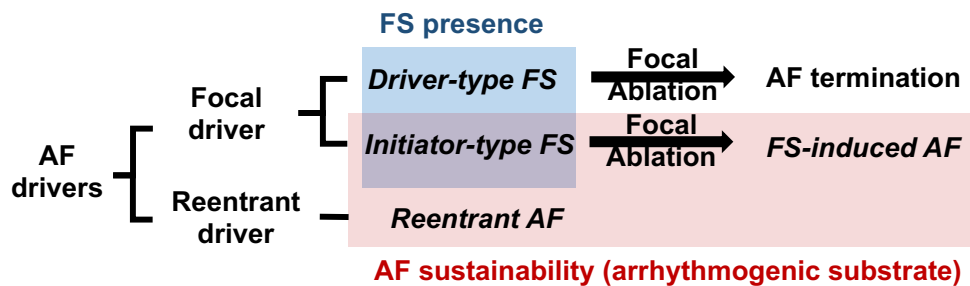 FS presence
Driver-type FS
Focal
Ablation
AF termination
Focal
driver
Initiator-type FS
Focal
Ablation
FS-induced AF
AF
drivers
Reentrant
driver
Reentrant AF
AF sustainability (arrhythmogenic substrate)